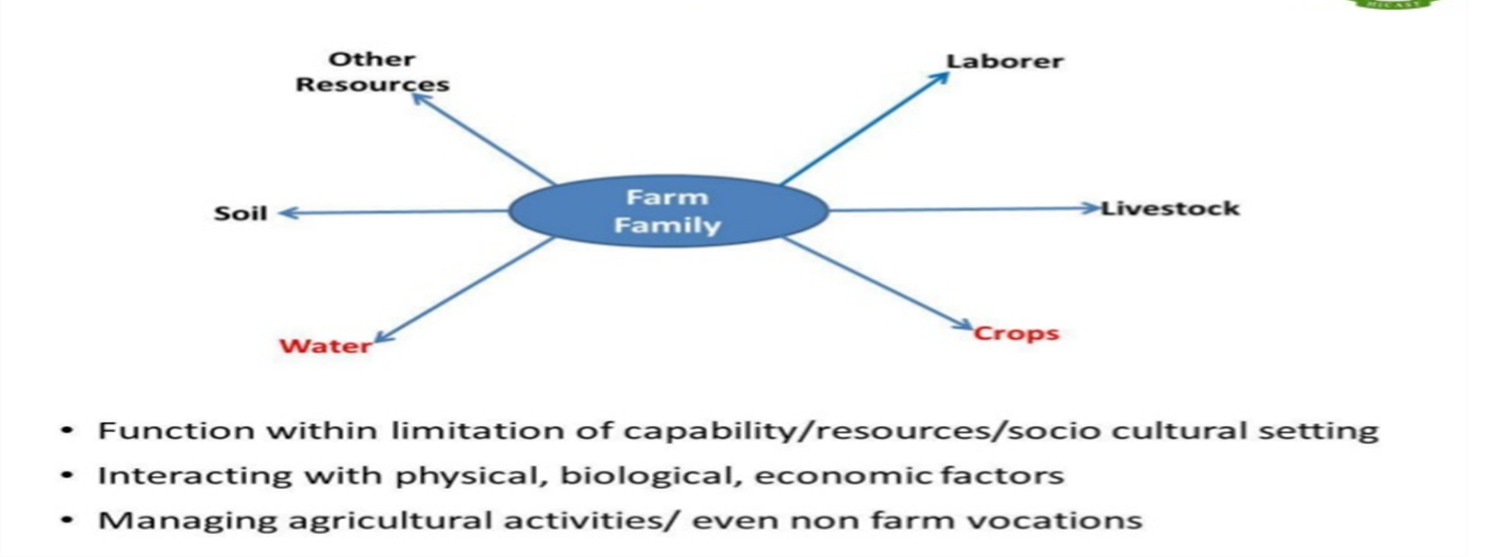 HICAST
Other
Resources
Laborer
Farm
Family
Soil
Livestock
Water
Crops
• Function within limitation of capability/resources/socio cultural setting
• Interacting with physical, biological, economic factors
• Managing agricultural activities/ even non farm vocations